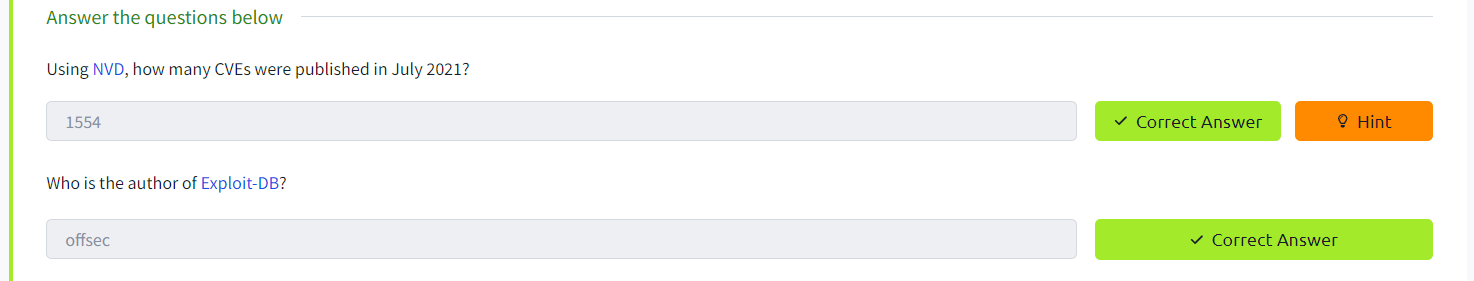 Answer the questions below
Using NVD, how many CVEs were published in July 2021?
1554
Correct Answer
Hint
Who is the author of Exploit-DB?
offsec
Correct Answer